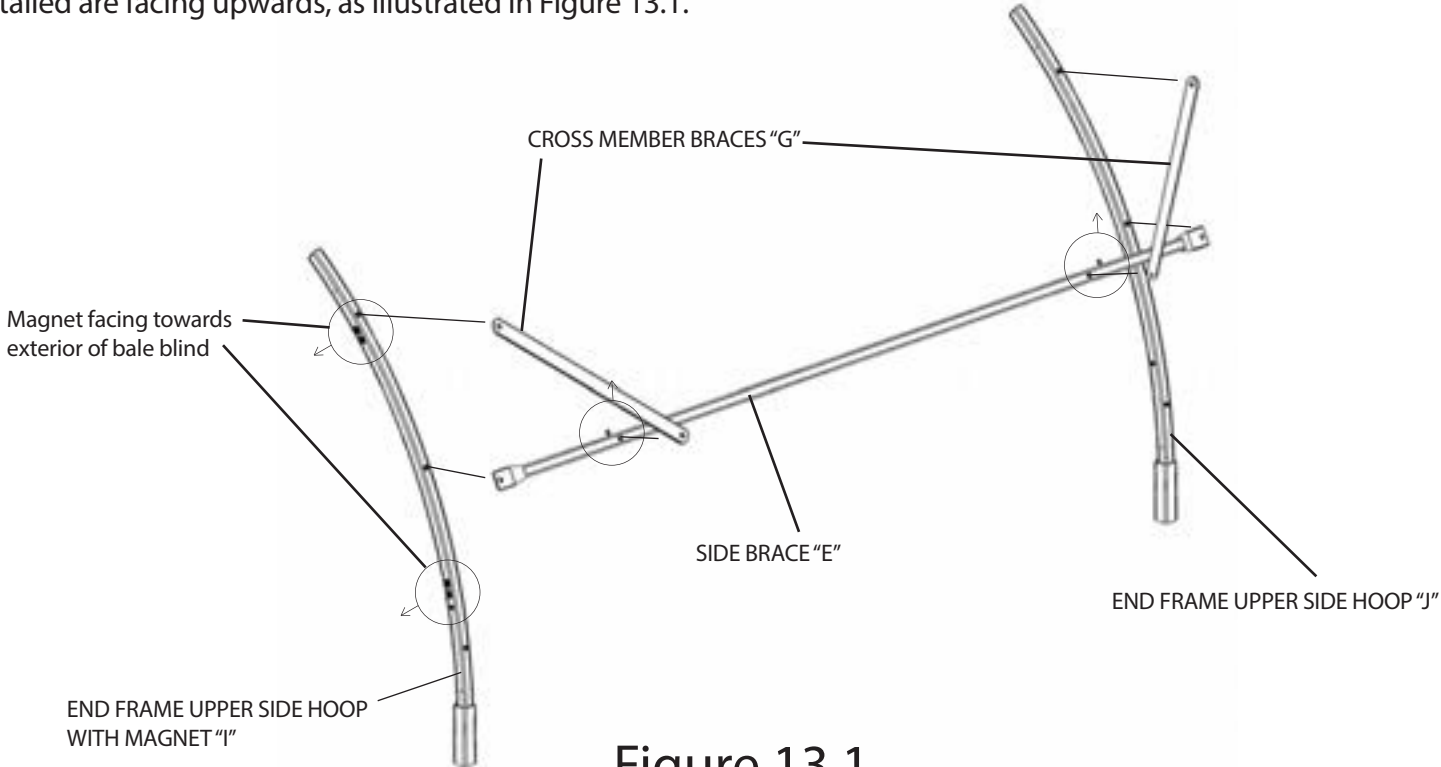 talled are facing upwards, as illustrated in Figure 13.1.
CROSS MEMBER BRACES "G"
Magnet facing towards
exterior of bale blind
SIDE BRACE "E"
END FRAME UPPER SIDE HOOP "J"
END FRAME UPPER SIDE HOOP
WITH MAGNET "I"
Figure 13.1